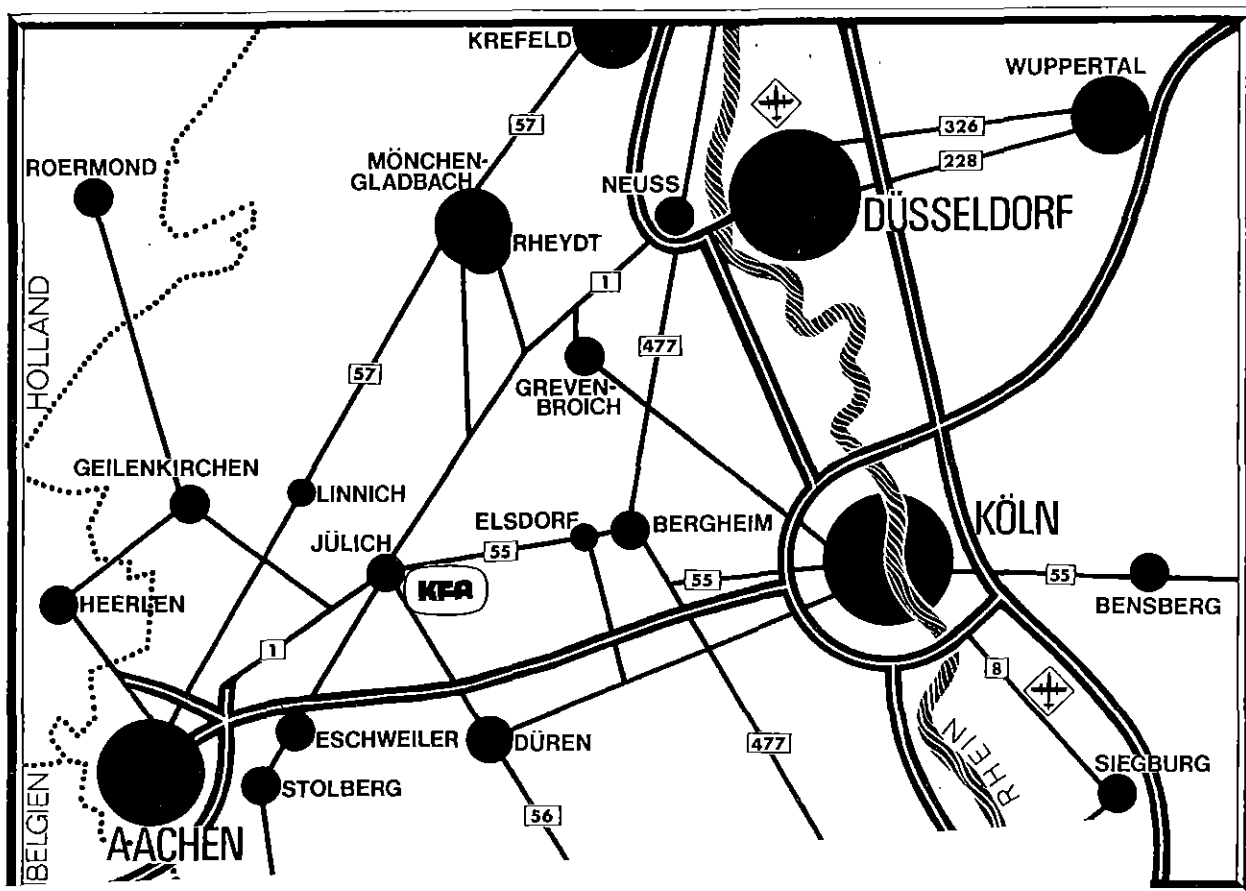 KREFELD
WUPPERTAL
57
326
ROERMOND
MÖNCHEN-
GLADBACH
228
NEUSS
DÜSSELDORF
RHEYDT
1
HOLLAND
477
57
GREVEN-
BROICH
GEILENKIRCHEN
LINNICH
KÖLN
ELSDORF
BERGHEIM
JÜLICH
55
55
55
KFA
HEERLEN
BENSBERG
1
8
ESCHWEILER
DÜREN
477
RHEIN
SIEGBURG
STOLBERG
56
AACHEN
BELGIEN